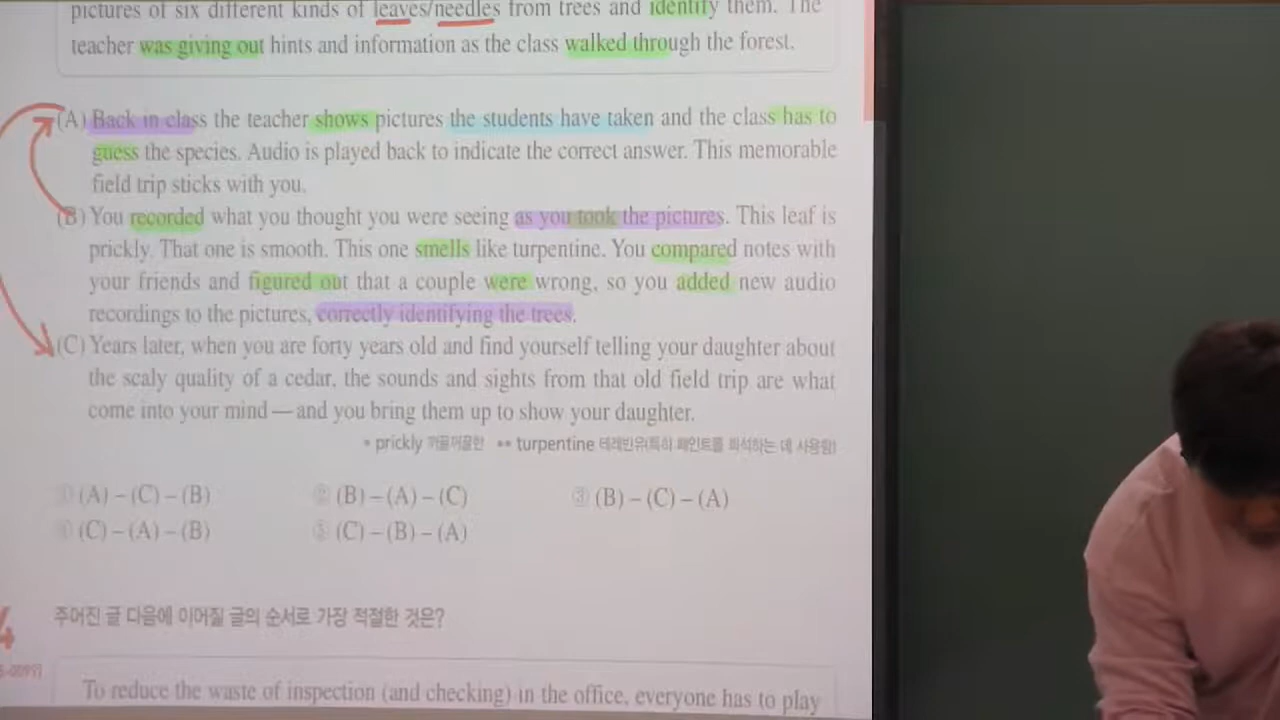 pictures of six different kinds of leaves/needles from trees and identify them. The
teacher was giving out hints and information as the class walked through the forest.
(A) Back in class the teacher shows pictures the students have taken and the class has to
guess the species. Audio is played back to indicate the correct answer. This memorable
field trip sticks with you.
(B) You recorded what you thought you were seeing as you took the pictures. This leaf is
prickly. That one is smooth. This one smells like turpentine. You compared notes with
your friends and figured out that a couple were wrong, so you added new audio
recordings to the pictures, correctly identifying the trees.
(C) Years later, when you are forty years old and find yourself telling your daughter about
the scaly quality of a cedar, the sounds and sights from that old field trip are what
come into your mind — and you bring them up to show your daughter.
* prickly 까끌까끌한 ** turpentine 테레빈유(특히 페인트를 희석하는 데 사용함)
① (A) – (C) – (B) ② (B) – (A) – (C) ③ (B) – (C) – (A)
④ (C) – (A) – (B) ⑤ (C) – (B) – (A)
4
주어진 글 다음에 이어질 글의 순서로 가장 적절한 것은?
To reduce the waste of inspection (and checking) in the office, everyone has to play